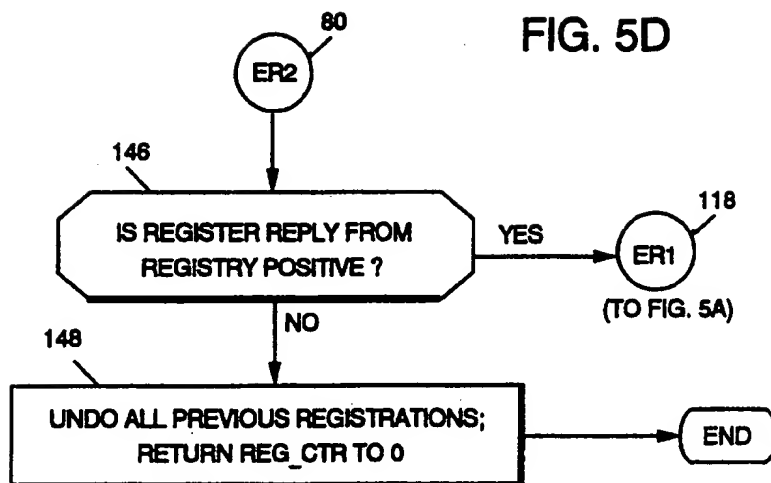 80
FIG. 5D
ER2
146
IS REGISTER REPLY FROM
REGISTRY POSITIVE ?
YES
118
ER1
(TO FIG. 5A)
NO
148
UNDO ALL PREVIOUS REGISTRATIONS;
RETURN REG_CTR TO 0
END